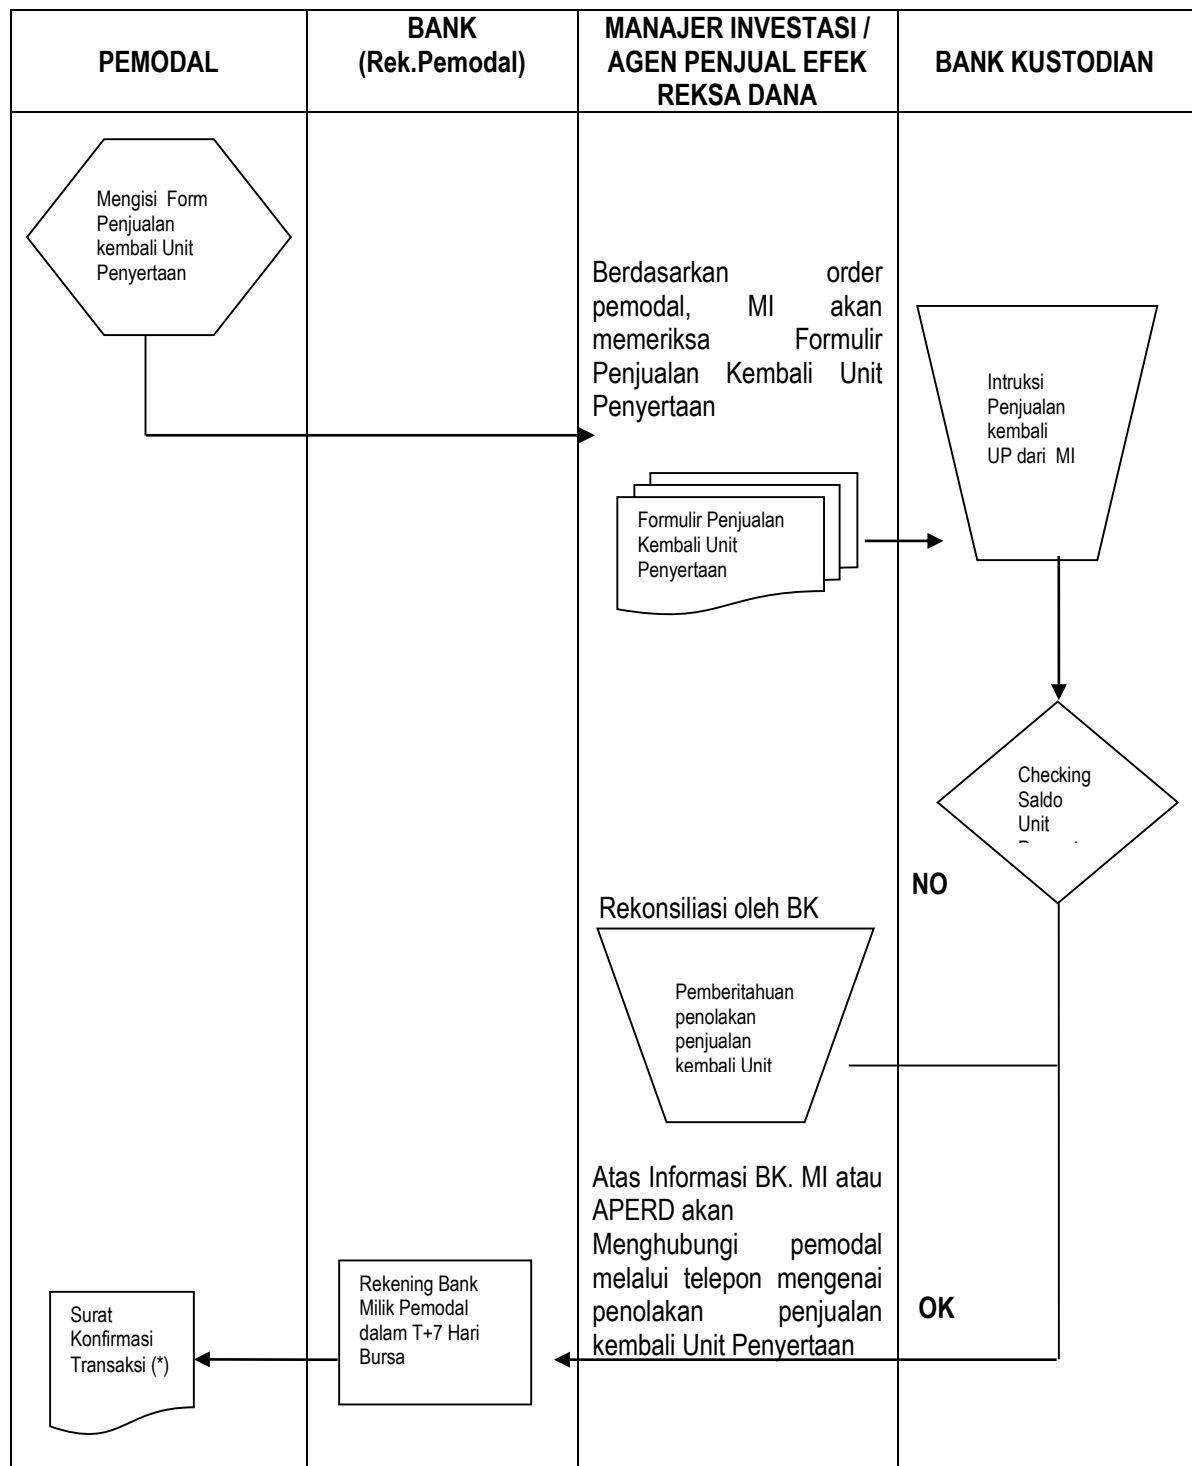 PEMODAL
BANK
(Rek.Pemodal)
MANAJER INVESTASI /
AGEN PENJUAL EFEK
REKSA DANA
BANK KUSTODIAN
Mengisi Form
Penjualan
kembali Unit
Penyertaan
Berdasarkan order
pemodal, MI akan
memeriksa Formulir
Penjualan Kembali Unit
Penyertaan
Intruksi
Penjualan
kembali
UP dari MI
Formulir Penjualan
Kembali Unit
Penyertaan
Checking
Saldo
Unit
NO
Rekonsiliasi oleh BK
Pemberitahuan
penolakan
penjualan
kembali Unit
Atas Informasi BK. MI atau
APERD akan
Menghubungi pemodal
melalui telepon mengenai
penolakan penjualan
kembali Unit Penyertaan
OK
Rekening Bank
Milik Pemodal
dalam T+7 Hari
Bursa
Surat
Konfirmasi
Transaksi (*)